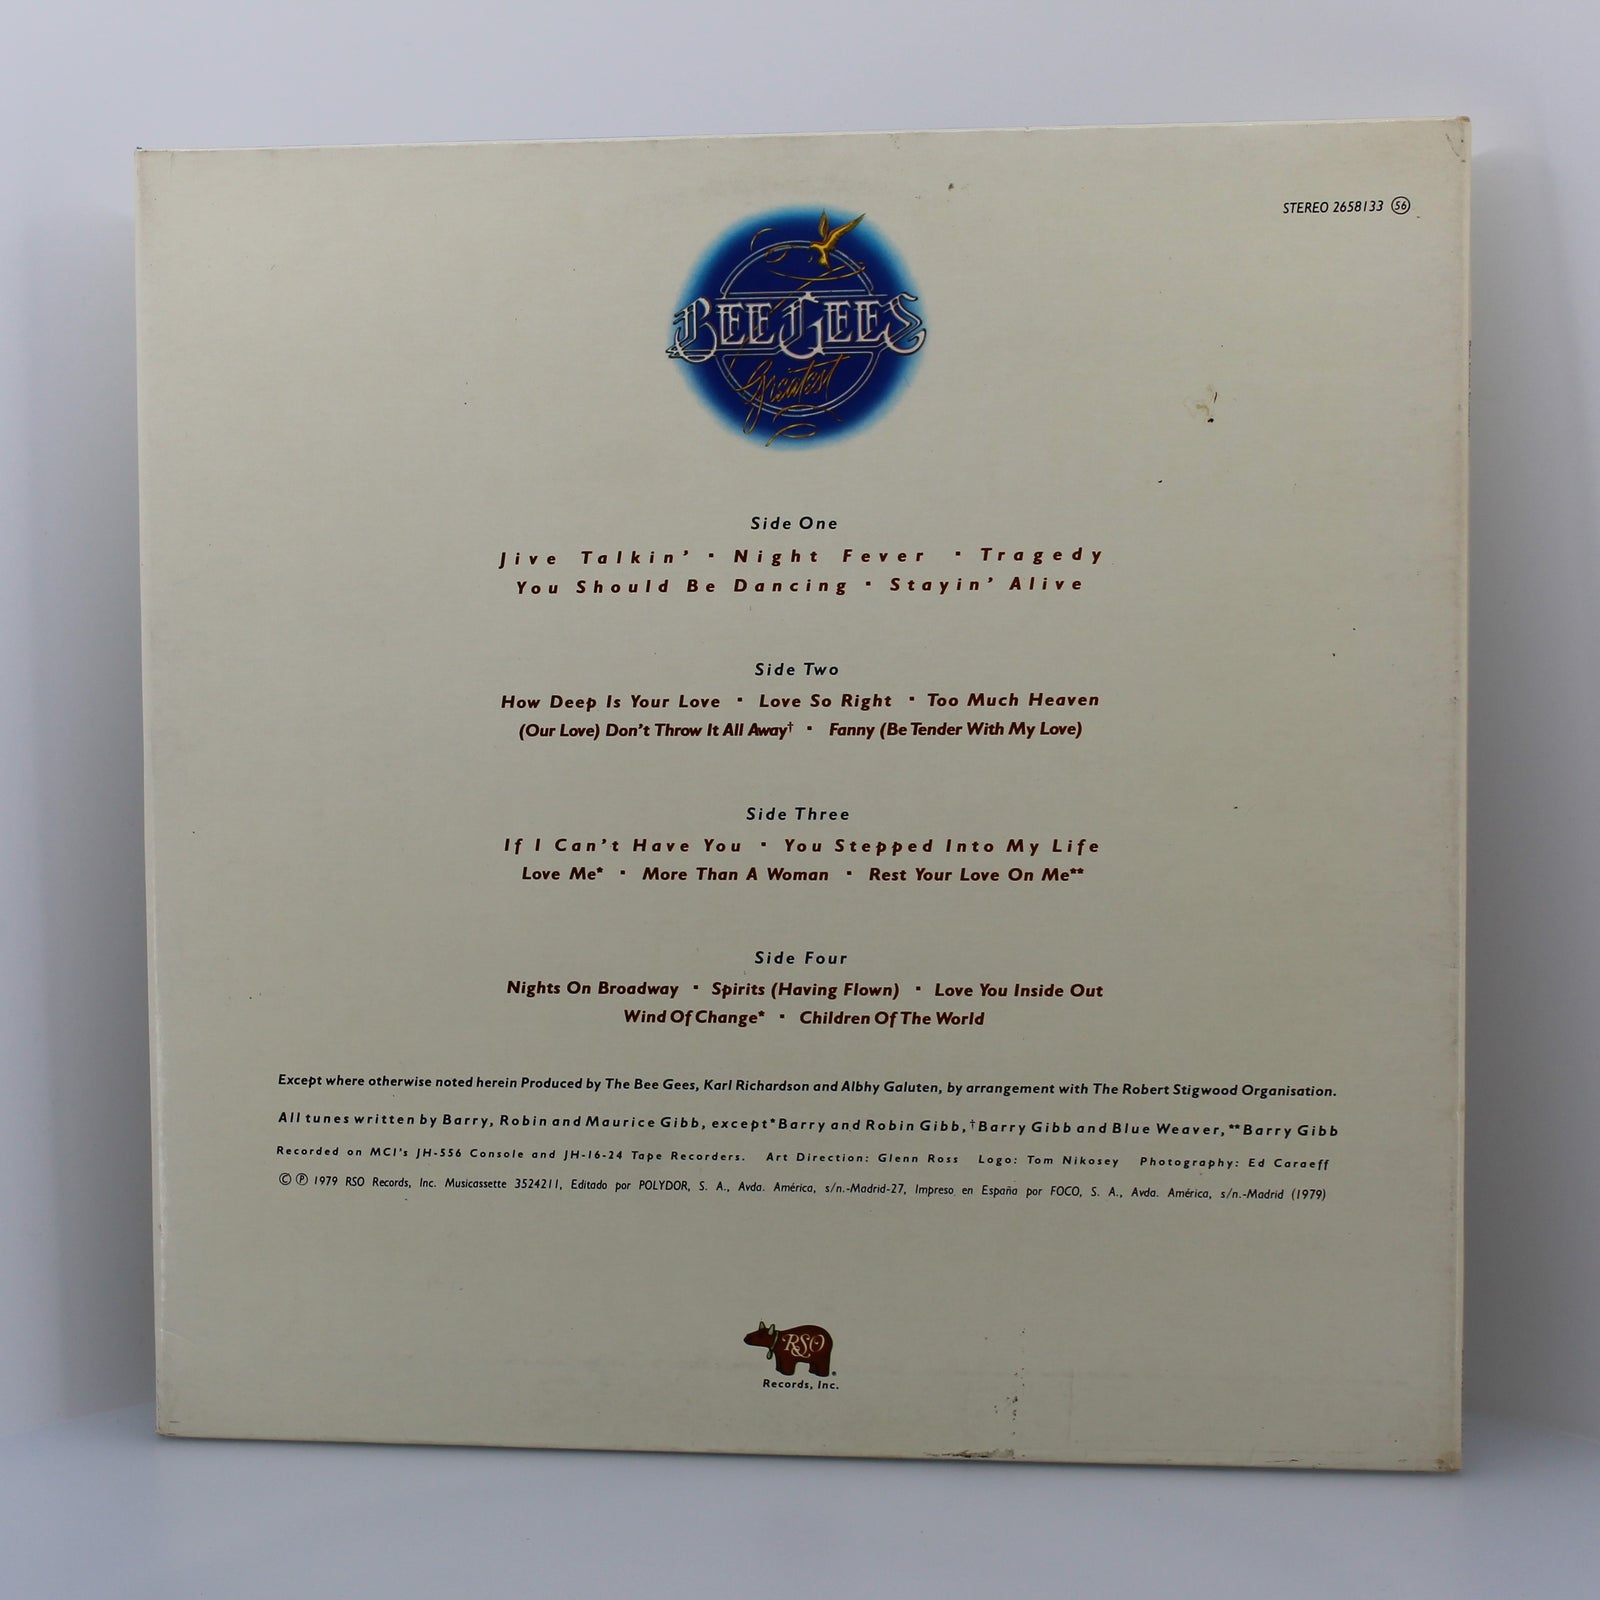 STEREO 2658133 56
BEE GEES
Greatest
Side One
Jive Talkin' · Night Fever · Tragedy
You Should Be Dancing · Stayin' Alive
Side Two
How Deep Is Your Love · Love So Right · Too Much Heaven
(Our Love) Don't Throw It All Away† · Fanny (Be Tender With My Love)
Side Three
If I Can't Have You · You Stepped Into My Life
Love Me* · More Than A Woman · Rest Your Love On Me**
Side Four
Nights On Broadway · Spirits (Having Flown) · Love You Inside Out
Wind Of Change* · Children Of The World
Except where otherwise noted herein Produced by The Bee Gees, Karl Richardson and Albhy Galuten, by arrangement with The Robert Stigwood Organisation.
All tunes written by Barry, Robin and Maurice Gibb, except *Barry and Robin Gibb, †Barry Gibb and Blue Weaver, **Barry Gibb
Recorded on MCI's JH-556 Console and JH-16-24 Tape Recorders. Art Direction: Glenn Ross Logo: Tom Nikosey Photography: Ed Caraeff
© ℗ 1979 RSO Records, Inc. Musicassette 3524211, Editado por POLYDOR, S. A., Avda. América, s/n.-Madrid-27, Impreso en España por FOCO, S. A., Avda. América, s/n.-Madrid (1979)
RSO
Records, Inc.